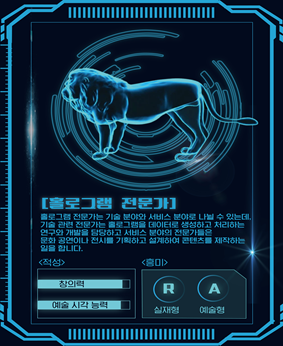 [홀로그램 전문가]
홀로그램 전문가는 기술 분야와 서비스 분야로 나뉠 수 있는데,
기술 관련 전문가는 홀로그램을 데이터로 생성하고 처리하는
연구와 개발을 담당하고 서비스 분야의 전문가들은
문화 공연이나 전시를 기획하고 설계하여 콘텐츠를 제작하는
일을 합니다.
<적성> <흥미>
창의력
예술 시각 능력
R A
실재형 예술형